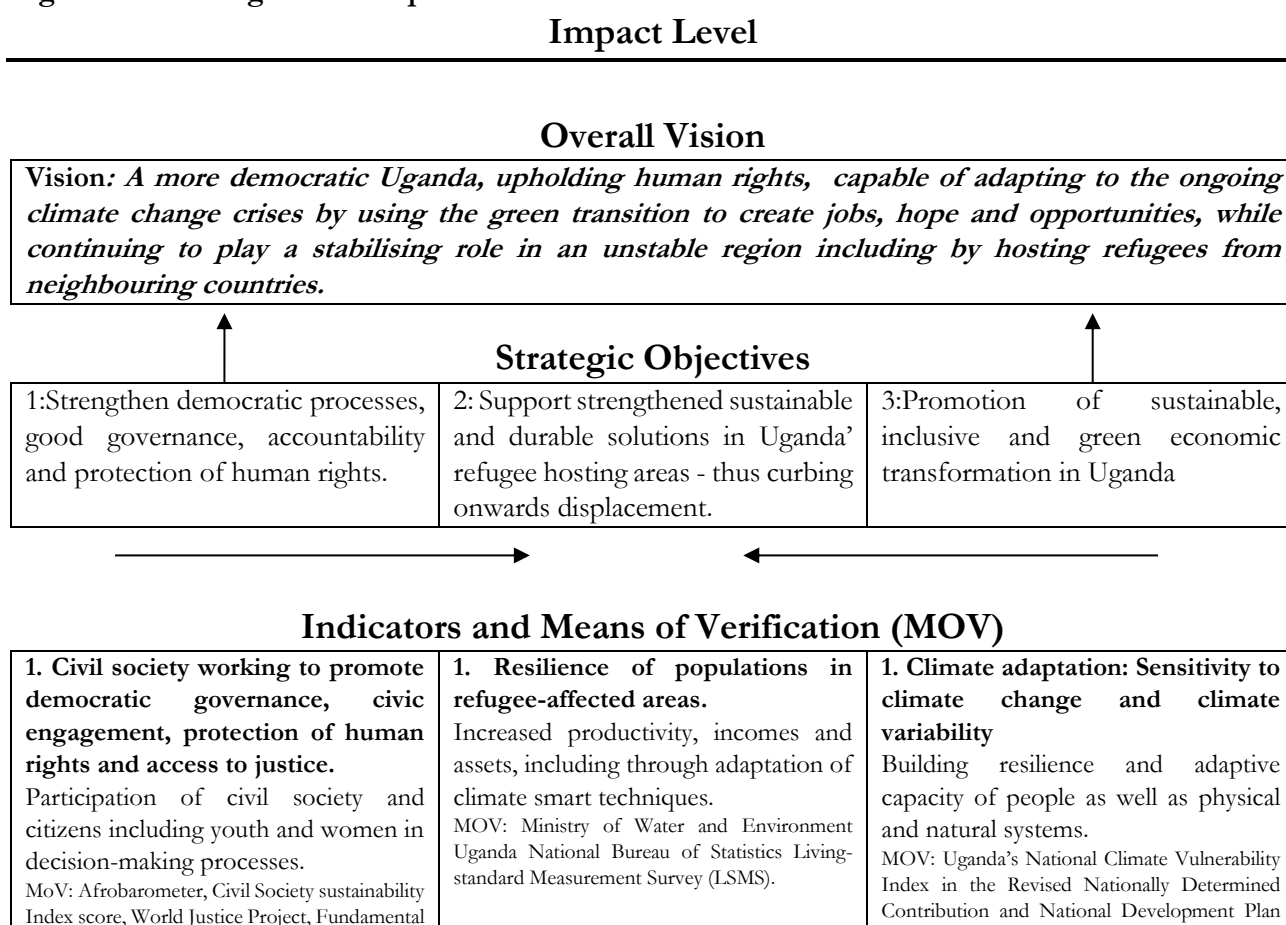 Impact Level
Overall Vision
Vision: A more democratic Uganda, upholding human rights, capable of adapting to the ongoing
climate change crises by using the green transition to create jobs, hope and opportunities, while
continuing to play a stabilising role in an unstable region including by hosting refugees from
neighbouring countries.
Strategic Objectives
1:Strengthen democratic processes,
good governance, accountability
and protection of human rights.
2: Support strengthened sustainable
and durable solutions in Uganda’
refugee hosting areas - thus curbing
onwards displacement.
3:Promotion of sustainable,
inclusive and green economic
transformation in Uganda
Indicators and Means of Verification (MOV)
1. Civil society working to promote
democratic governance, civic
engagement, protection of human
rights and access to justice.
Participation of civil society and
citizens including youth and women in
decision-making processes.
MoV: Afrobarometer, Civil Society sustainability
Index score, World Justice Project, Fundamental
1. Resilience of populations in
refugee-affected areas.
Increased productivity, incomes and
assets, including through adaptation of
climate smart techniques.
MOV: Ministry of Water and Environment
Uganda National Bureau of Statistics Living-
standard Measurement Survey (LSMS).
1. Climate adaptation: Sensitivity to
climate change and climate
variability
Building resilience and adaptive
capacity of people as well as physical
and natural systems.
MOV: Uganda’s National Climate Vulnerability
Index in the Revised Nationally Determined
Contribution and National Development Plan